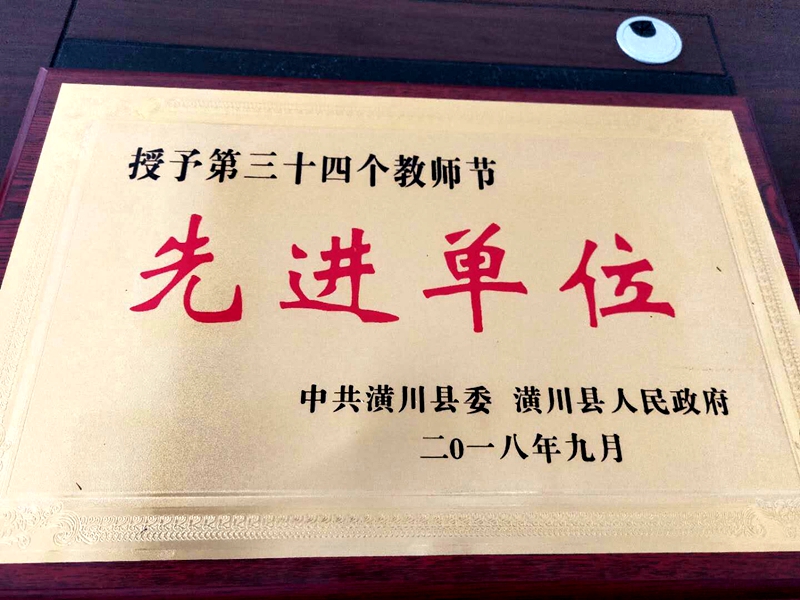 授予第三十四个教师节
先进单位
中共潢川县委 潢川县人民政府
二0一八年九月